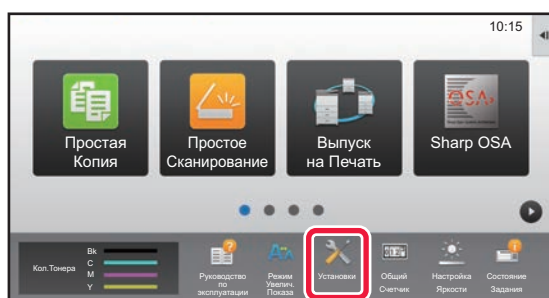 10:15
Простая
Копия
Простое
Сканирование
Выпуск
на Печать
OSA
Sharp OSA
Кол.Тонера
Bk
C
M
Y
Руководство
по
эксплуатации
Режим
Увелич.
Показа
Установки
Общий
Счетчик
Настройка
Яркости
Состояние
Задания